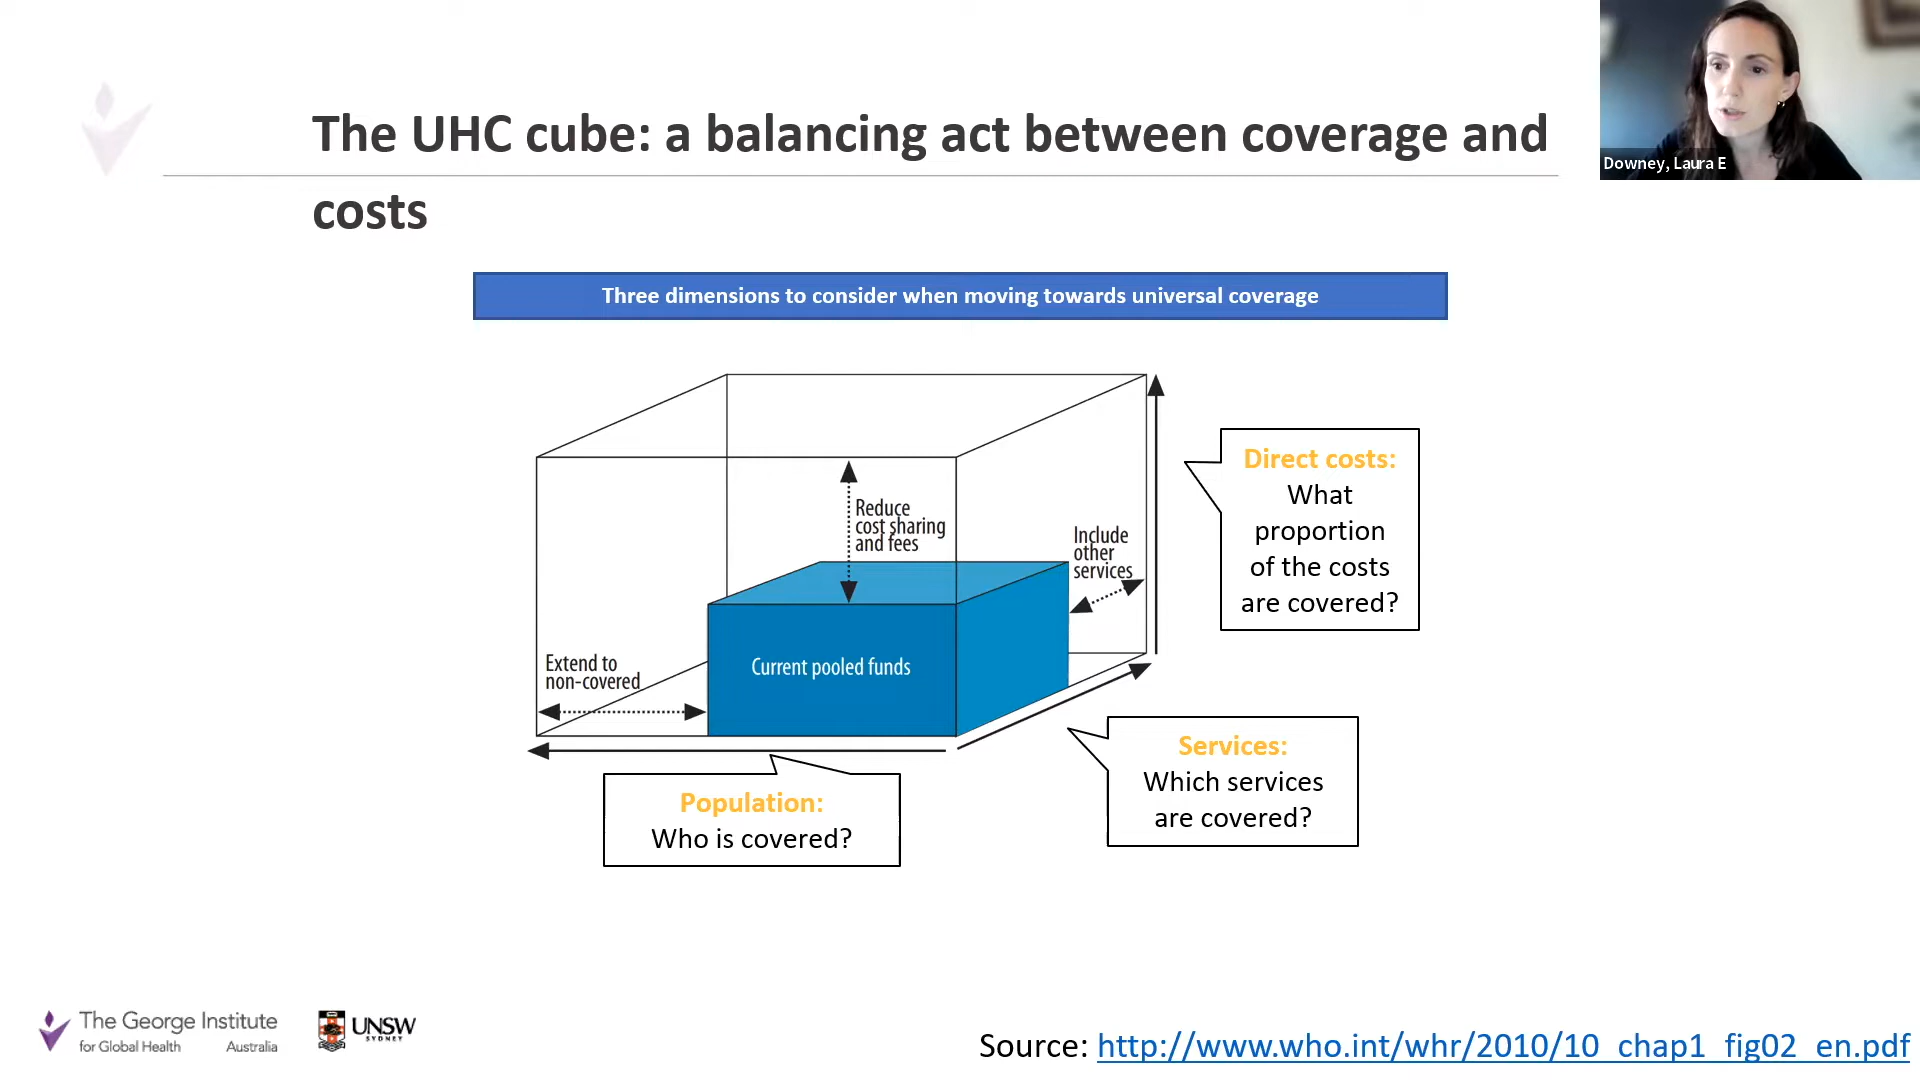 Downey, Laura E
The UHC cube: a balancing act between coverage and
costs
Three dimensions to consider when moving towards universal coverage
Reduce
cost sharing
and fees
Include
other
services
Extend to
non-covered
Current pooled funds
Direct costs:
What
proportion
of the costs
are covered?
Services:
Which services
are covered?
Population:
Who is covered?
The George Institute
for Global Health Australia
UNSW
SYDNEY
Source: http://www.who.int/whr/2010/10_chap1_fig02_en.pdf